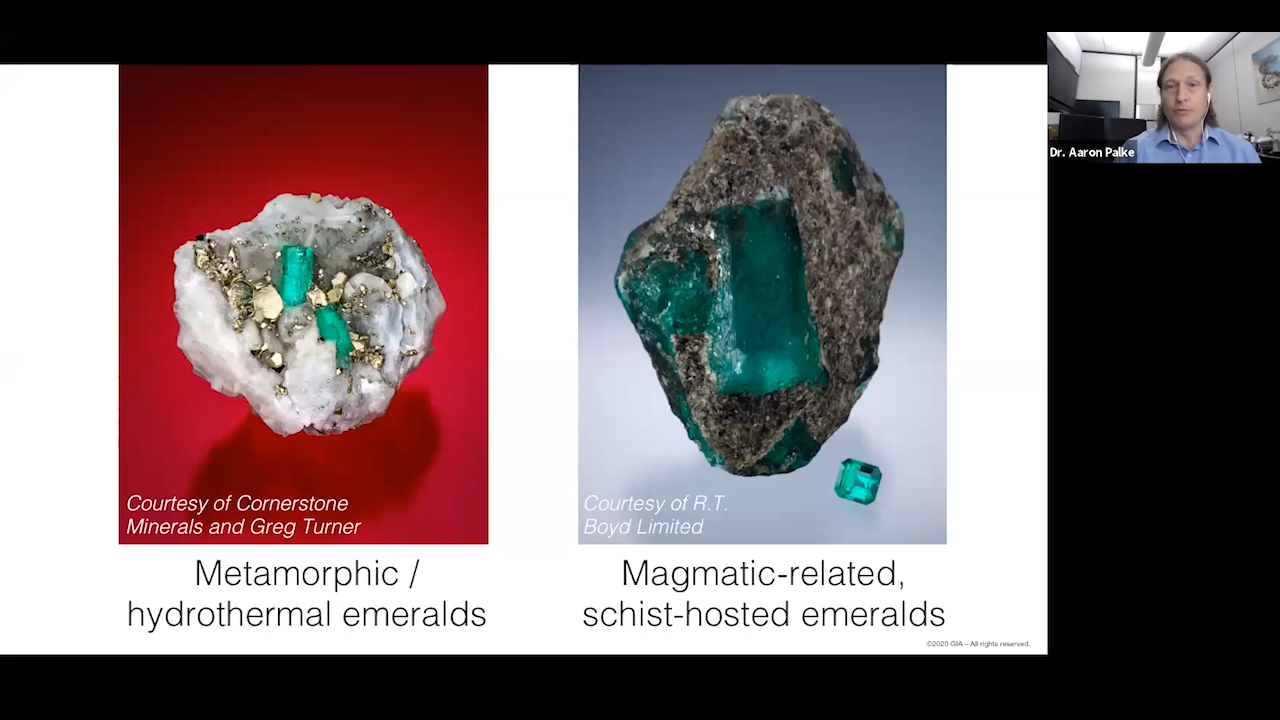 Dr. Aaron Palke
Courtesy of Cornerstone
Minerals and Greg Turner
Courtesy of R.T.
Boyd Limited
Metamorphic /
hydrothermal emeralds
Magmatic-related,
schist-hosted emeralds
©2020 GIA – All rights reserved.